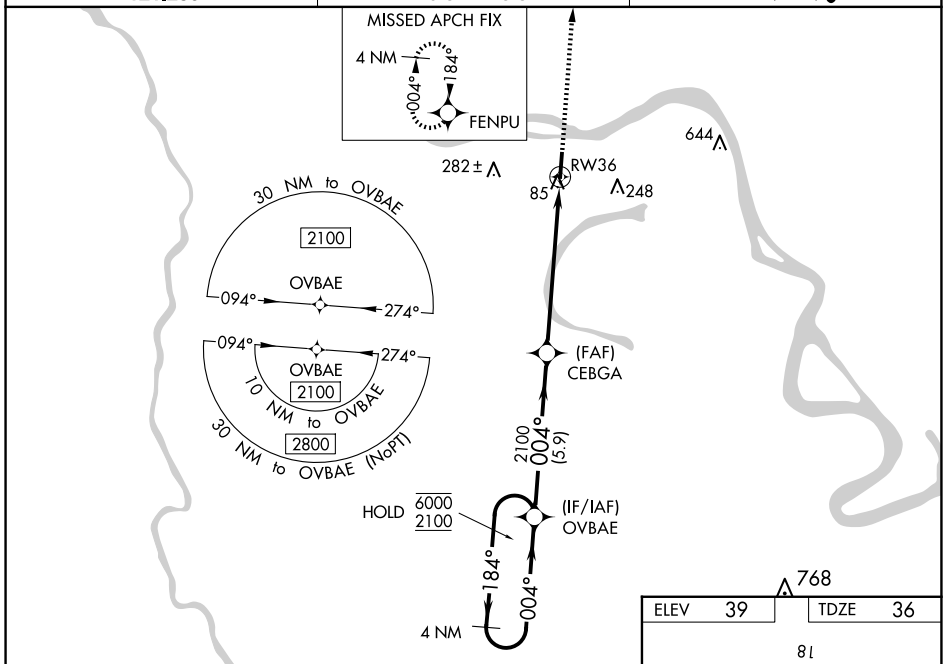 MISSED APCH FIX
4 NM
004°
184°
FENPU
644
282 ±
RW36
85
248
30 NM to OVBAE
2100
OVBAE
094°
274°
094°
274°
OVBAE
2100
10 NM to OVBAE
2800
30 NM to OVBAE (NoPT)
(FAF)
CEBGA
2100
004°
(5.9)
HOLD
6000
2100
(IF/IAF)
OVBAE
184°
004°
4 NM
768
ELEV 39
TDZE 36
18